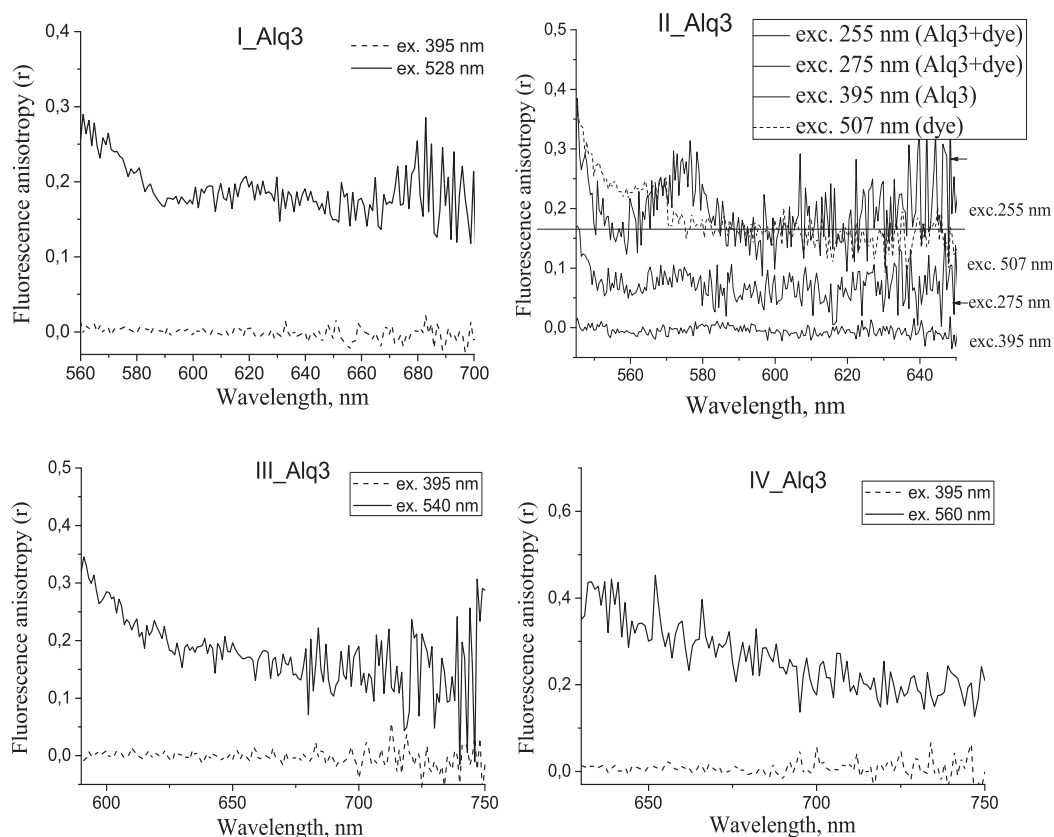 I_Alq3
ex. 395 nm
ex. 528 nm
Fluorescence anisotropy (r)
0,4
0,3
0,2
0,1
0,0
560 580 600 620 640 660 680 700
Wavelength, nm
II_Alq3
exc. 255 nm (Alq3+dye)
exc. 275 nm (Alq3+dye)
exc. 395 nm (Alq3)
exc. 507 nm (dye)
Fluorescence anisotropy (r)
0,5
0,4
0,3
0,2
0,1
0,0
exc.255 nm
exc. 507 nm
exc.275 nm
exc.395 nm
560 580 600 620 640
Wavelength, nm
III_Alq3
ex. 395 nm
ex. 540 nm
Fluorescence anisotropy (r)
0,5
0,4
0,3
0,2
0,1
0,0
600 650 700 750
Wavelength, nm
IV_Alq3
ex. 395 nm
ex. 560 nm
Fluorescence anisotropy (r)
0,6
0,4
0,2
0,0
650 700 750
Wavelength, nm